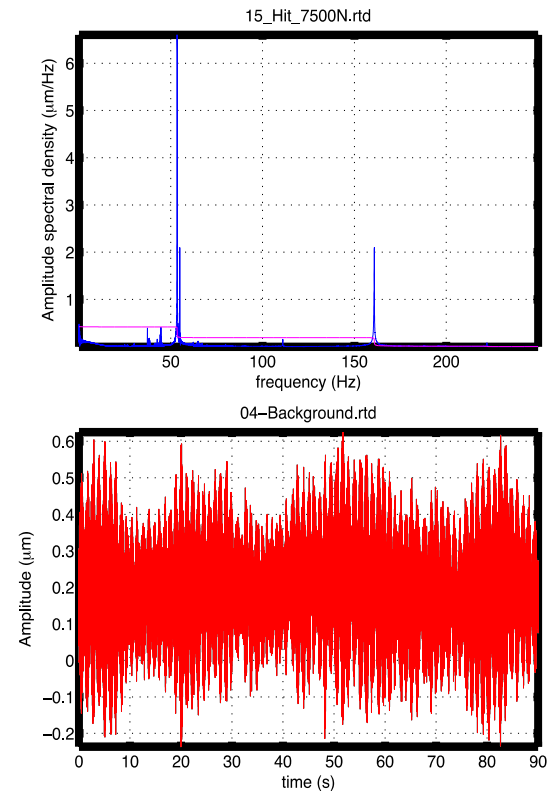 15_Hit_7500N.rtd
Amplitude spectral density (μm/Hz)
6
5
4
3
2
1
50 100 150 200
frequency (Hz)
04−Background.rtd
Amplitude (μm)
0.6
0.5
0.4
0.3
0.2
0.1
0
−0.1
−0.2
0 10 20 30 40 50 60 70 80 90
time (s)